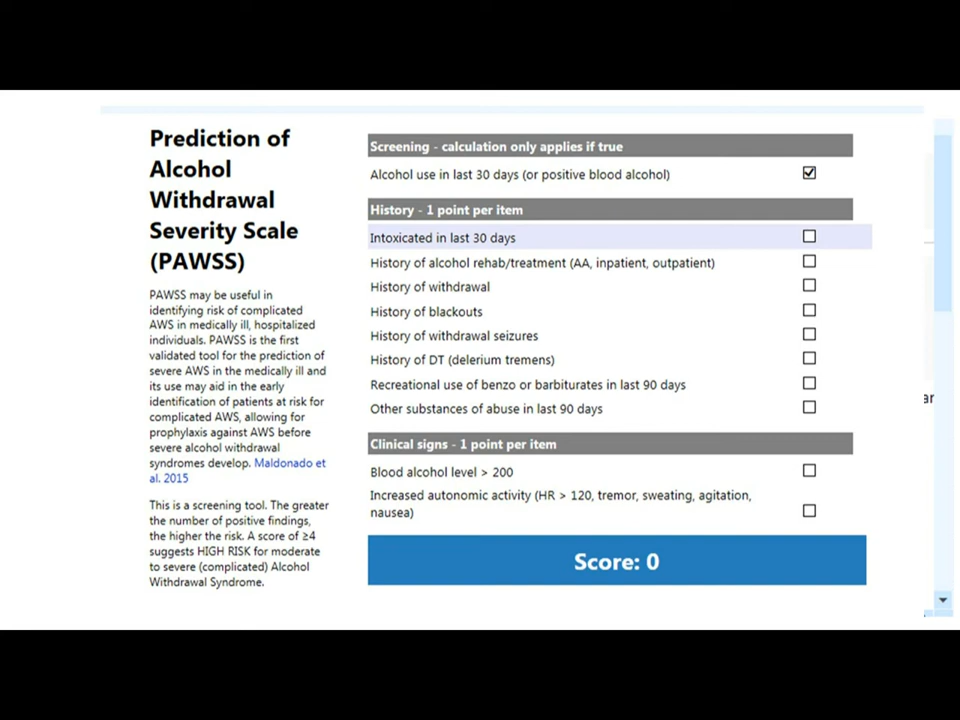 Prediction of
Alcohol
Withdrawal
Severity Scale
(PAWSS)
PAWSS may be useful in
identifying risk of complicated
AWS in medically ill, hospitalized
individuals. PAWSS is the first
validated tool for the prediction of
severe AWS in the medically ill and
its use may aid in the early
identification of patients at risk for
complicated AWS, allowing for
prophylaxis against AWS before
severe alcohol withdrawal
syndromes develop. Maldonado et
al. 2015
This is a screening tool. The greater
the number of positive findings,
the higher the risk. A score of ≥4
suggests HIGH RISK for moderate
to severe (complicated) Alcohol
Withdrawal Syndrome.
Screening - calculation only applies if true
Alcohol use in last 30 days (or positive blood alcohol)
History - 1 point per item
Intoxicated in last 30 days
History of alcohol rehab/treatment (AA, inpatient, outpatient)
History of withdrawal
History of blackouts
History of withdrawal seizures
History of DT (delerium tremens)
Recreational use of benzo or barbiturates in last 90 days
Other substances of abuse in last 90 days
Clinical signs - 1 point per item
Blood alcohol level > 200
Increased autonomic activity (HR > 120, tremor, sweating, agitation,
nausea)
Score: 0